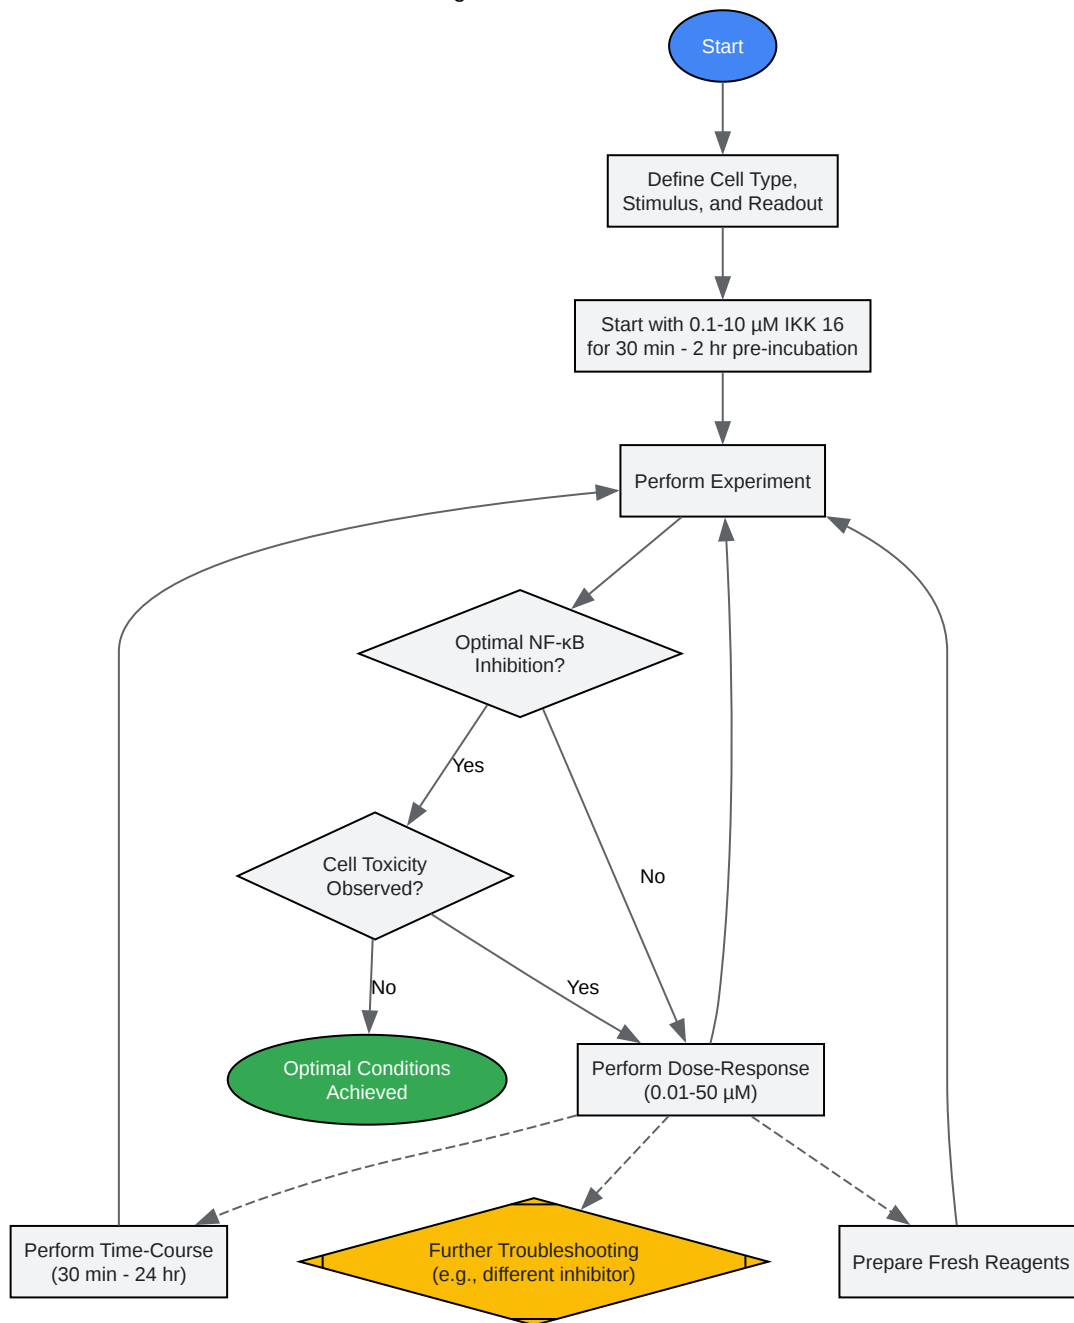 Start
Define Cell Type,
Stimulus, and Readout
Start with 0.1-10 µM IKK 16
for 30 min - 2 hr pre-incubation
Perform Experiment
Optimal NF-κB
Inhibition?
Yes
Cell Toxicity
Observed?
No
No
Yes
Optimal Conditions
Achieved
Perform Dose-Response
(0.01-50 µM)
Perform Time-Course
(30 min - 24 hr)
Further Troubleshooting
(e.g., different inhibitor)
Prepare Fresh Reagents